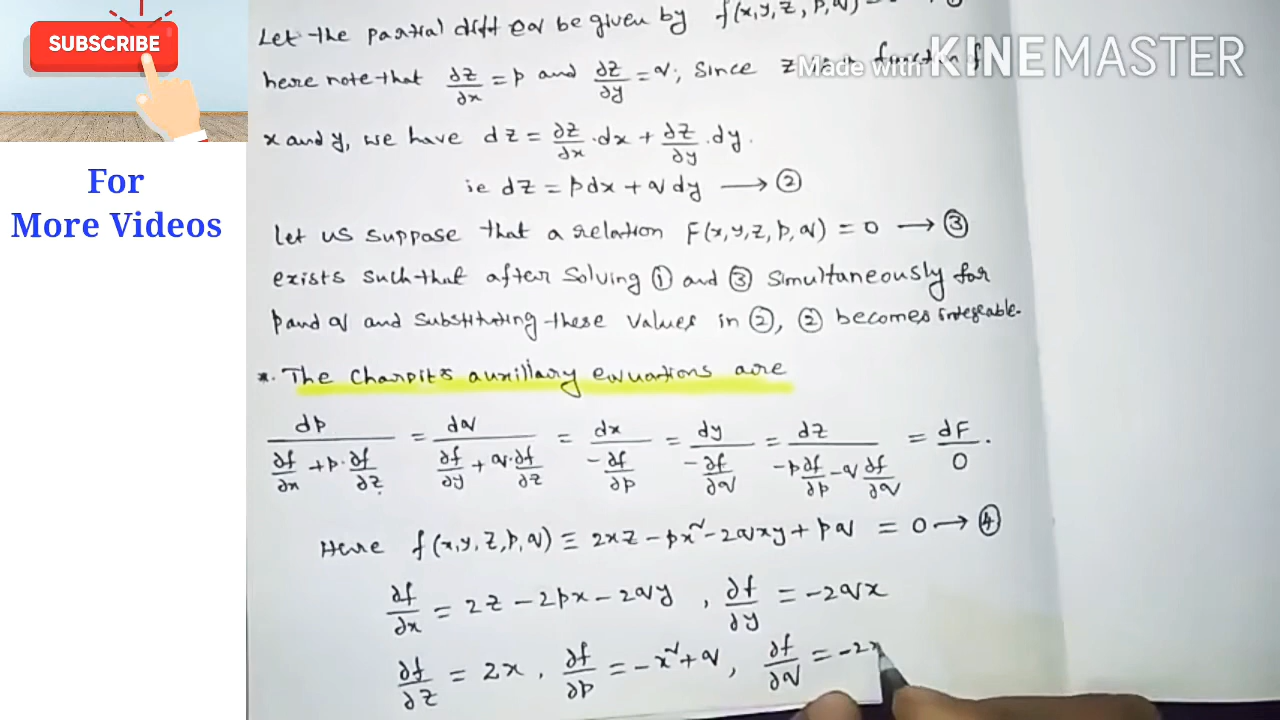 SUBSCRIBE
For
More Videos
Made with KINEMASTER
Let the partial diff eq be given by f(x,y,z,p,q) =
here note that ∂z/∂x = p and ∂z/∂y = q; Since z
x and y, we have dz = ∂z/∂x · dx + ∂z/∂y · dy.
ie dz = pdx + qdy → ②
Let us suppose that a relation F(x,y,z,p,q) = 0 → ③
exists such that after solving ① and ③ simultaneously for
p and q and substituting these values in ②, ② becomes integeable.
*. The Charpits auxillary equations are
dp/(∂f/∂x + p·∂f/∂z) = dq/(∂f/∂y + q·∂f/∂z) = dx/(-∂f/∂p) = dy/(-∂f/∂q) = dz/(-p∂f/∂p - q∂f/∂q) = dF/0.
Here f(x,y,z,p,q) ≡ 2xz - px² - 2qxy + pq = 0 → ④
∂f/∂x = 2z - 2px - 2qy, ∂f/∂y = -2qx
∂f/∂z = 2x, ∂f/∂p = -x² + q, ∂f/∂q = -2x